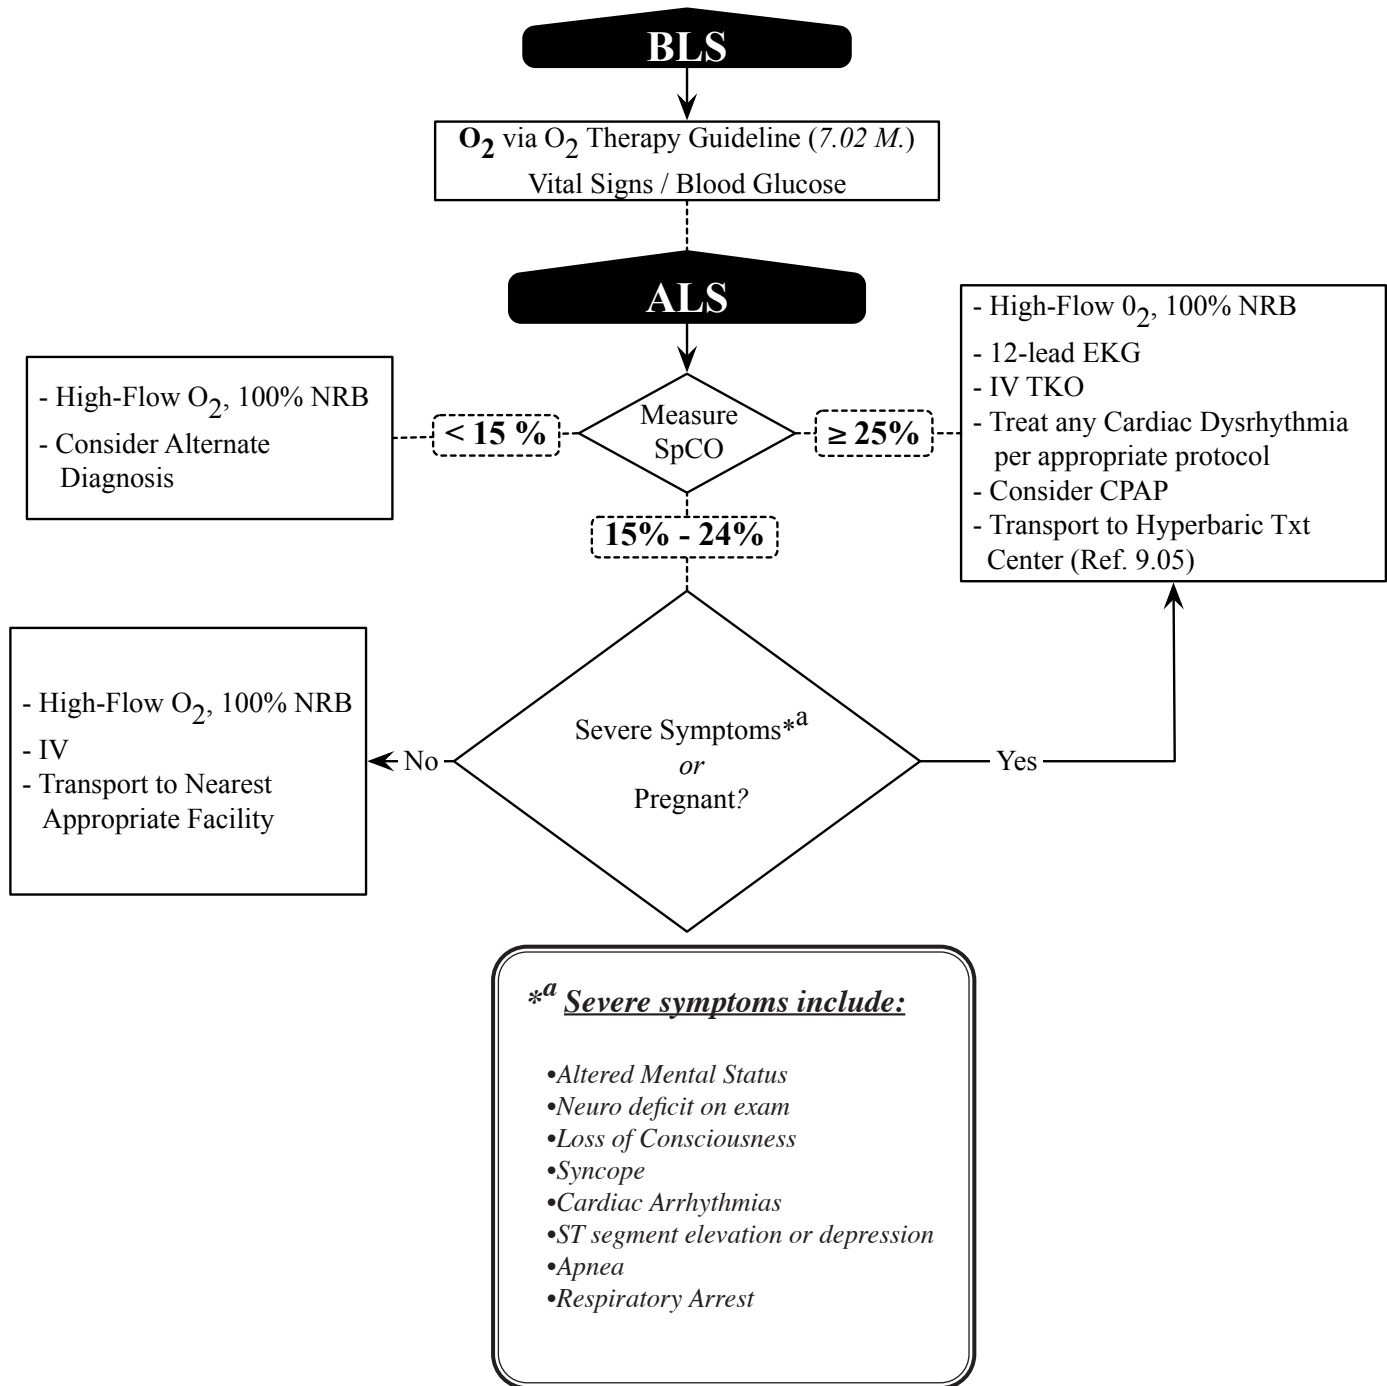 BLS
O2 via O2 Therapy Guideline (7.02 M.)
Vital Signs / Blood Glucose
ALS
Measure
SpCO
< 15 %
- High-Flow O2, 100% NRB
- Consider Alternate
Diagnosis
≥ 25%
- High-Flow 02, 100% NRB
- 12-lead EKG
- IV TKO
- Treat any Cardiac Dysrhythmia
per appropriate protocol
- Consider CPAP
- Transport to Hyperbaric Txt
Center (Ref. 9.05)
15% - 24%
Severe Symptoms*a
or
Pregnant?
No
- High-Flow O2, 100% NRB
- IV
- Transport to Nearest
Appropriate Facility
Yes
*a Severe symptoms include:
•Altered Mental Status
•Neuro deficit on exam
•Loss of Consciousness
•Syncope
•Cardiac Arrhythmias
•ST segment elevation or depression
•Apnea
•Respiratory Arrest